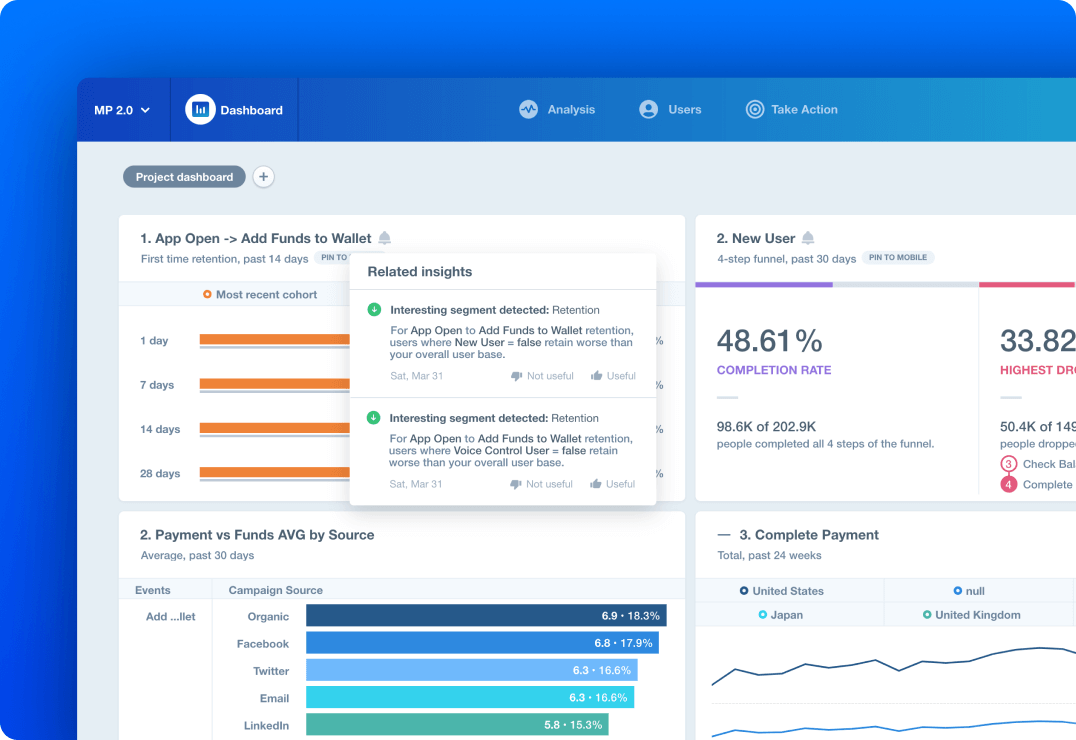 MP 2.0
Dashboard
Analysis
Users
Take Action
Project dashboard
+
1. App Open -> Add Funds to Wallet
First time retention, past 14 days
PIN TO
Most recent cohort
1 day
%
7 days
%
14 days
%
28 days
%
Related insights
Interesting segment detected: Retention
For App Open to Add Funds to Wallet retention,
users where New User = false retain worse than
your overall user base.
Sat, Mar 31
Not useful
Useful
Interesting segment detected: Retention
For App Open to Add Funds to Wallet retention,
users where Voice Control User = false retain
worse than your overall user base.
Sat, Mar 31
Not useful
Useful
2. New User
4-step funnel, past 30 days
PIN TO MOBILE
48.61%
COMPLETION RATE
98.6K of 202.9K
people completed all 4 steps of the funnel.
33.82
HIGHEST DRO
50.4K of 149
people droppe
3 Check Bal
4 Complete
2. Payment vs Funds AVG by Source
Average, past 30 days
Events
Campaign Source
Add ...llet
Organic
6.9 • 18.3%
Facebook
6.8 • 17.9%
Twitter
6.3 • 16.6%
Email
6.3 • 16.6%
LinkedIn
5.8 • 15.3%
— 3. Complete Payment
Total, past 24 weeks
United States
null
Japan
United Kingdom